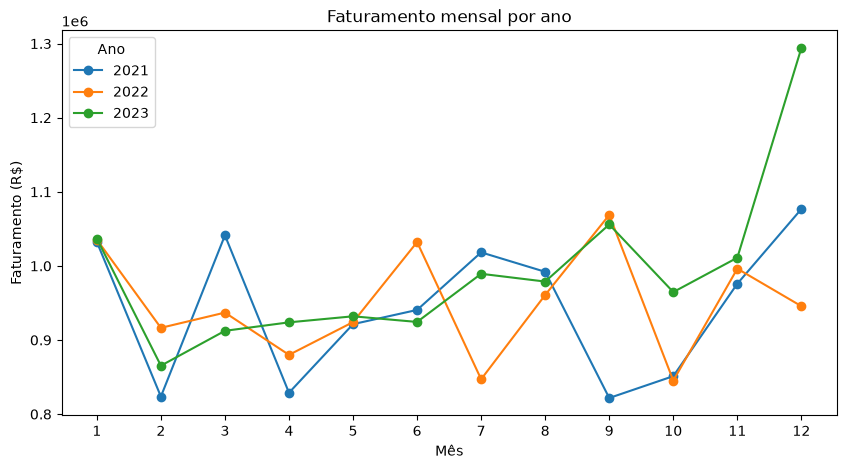 Faturamento mensal por ano
1e6
Ano
2021
2022
2023
1.3
1.2
1.1
1.0
0.9
0.8
Faturamento (R$)
1 2 3 4 5 6 7 8 9 10 11 12
Mês